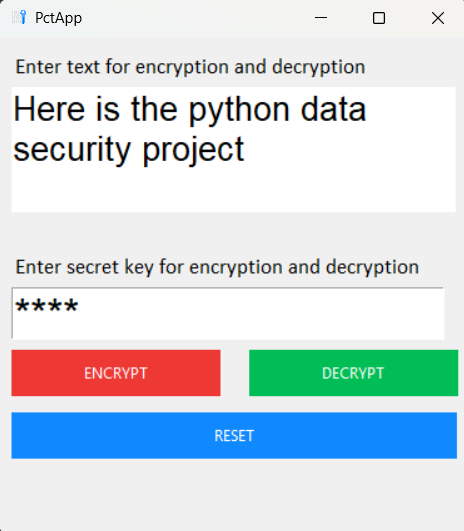 PctApp
Enter text for encryption and decryption
Here is the python data
security project
Enter secret key for encryption and decryption
****
ENCRYPT DECRYPT
RESET